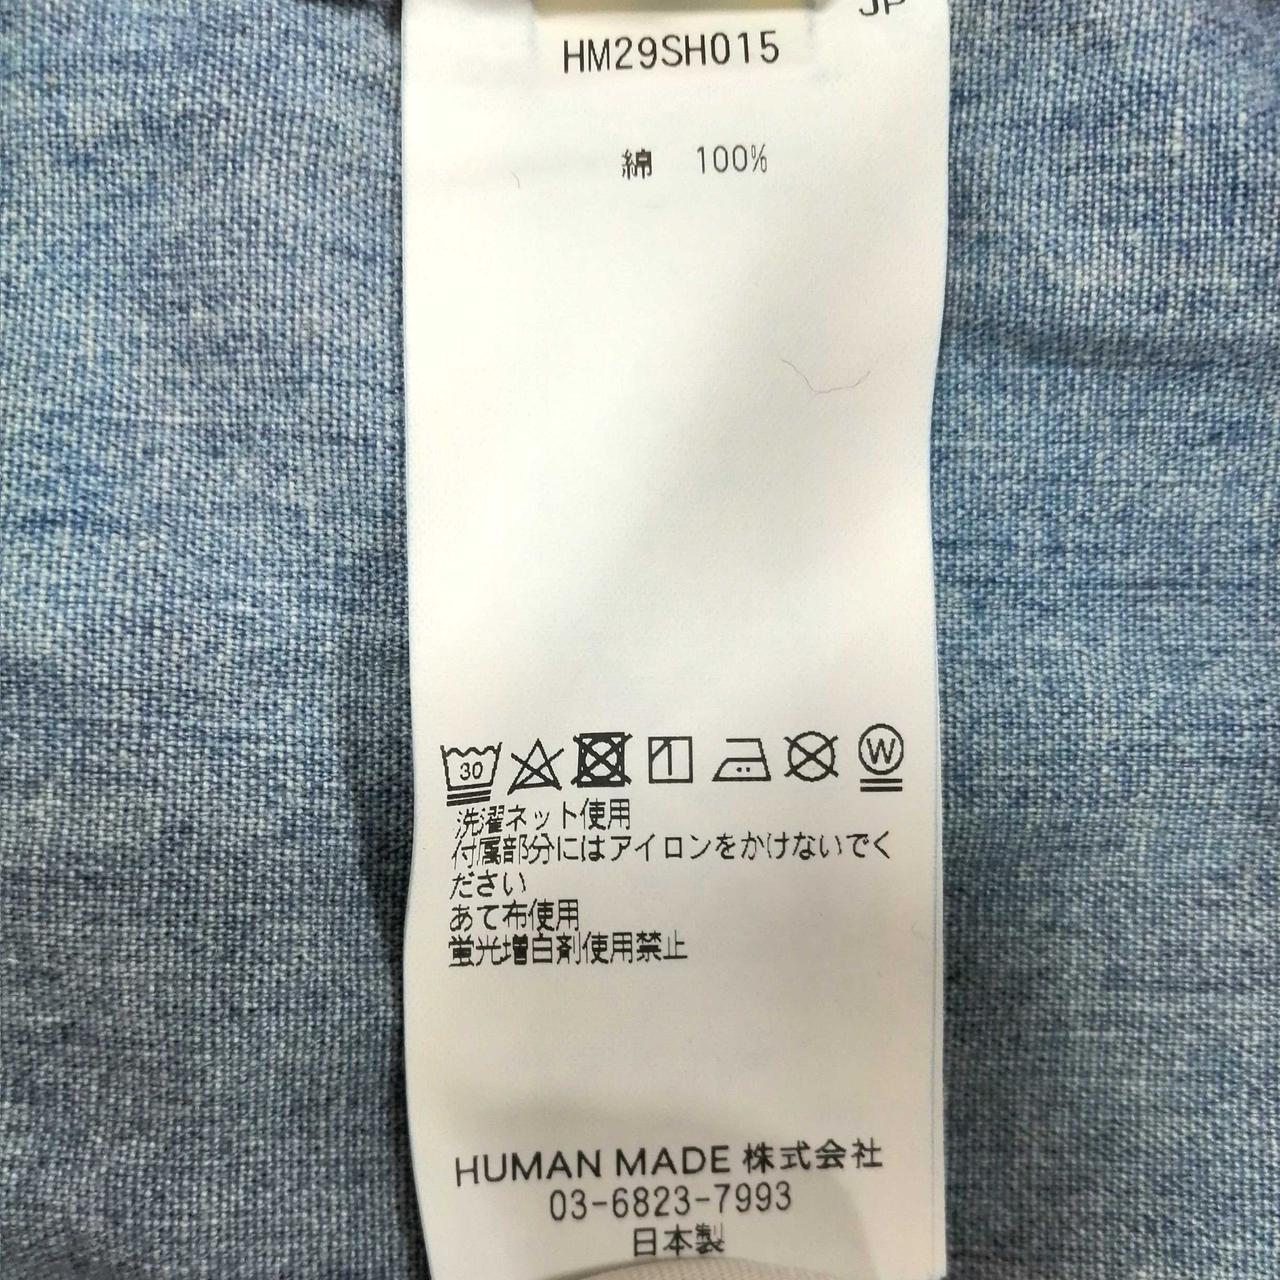 JP
HM29SH015
綿 100%
30
W
洗濯ネット使用
付属部分にはアイロンをかけないでく
ださい
あて布使用
蛍光増白剤使用禁止
HUMAN MADE 株式会社
03-6823-7993
日本製